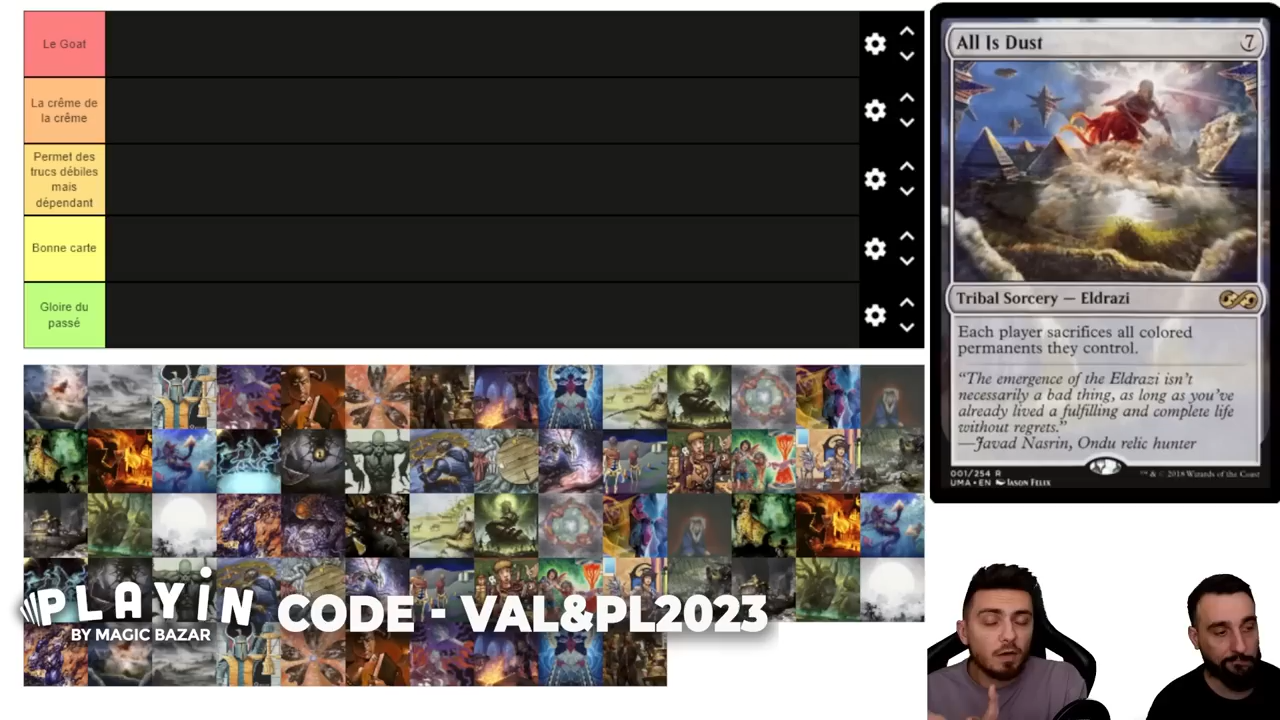 Le Goat
La crême de
la crême
Permet des
trucs débiles
mais
dépendant
Bonne carte
Gloire du
passé
All Is Dust
7
Tribal Sorcery — Eldrazi
Each player sacrifices all colored
permanents they control.
“The emergence of the Eldrazi isn’t
necessarily a bad thing, as long as you’ve
already lived a fulfilling and complete life
without regrets.”
—Javad Nasrin, Ondu relic hunter
001/254 R
UMA • EN Jason Felix
™ & © 2018 Wizards of the Coast
PLAYIN
BY MAGIC BAZAR
CODE - VAL&PL2023